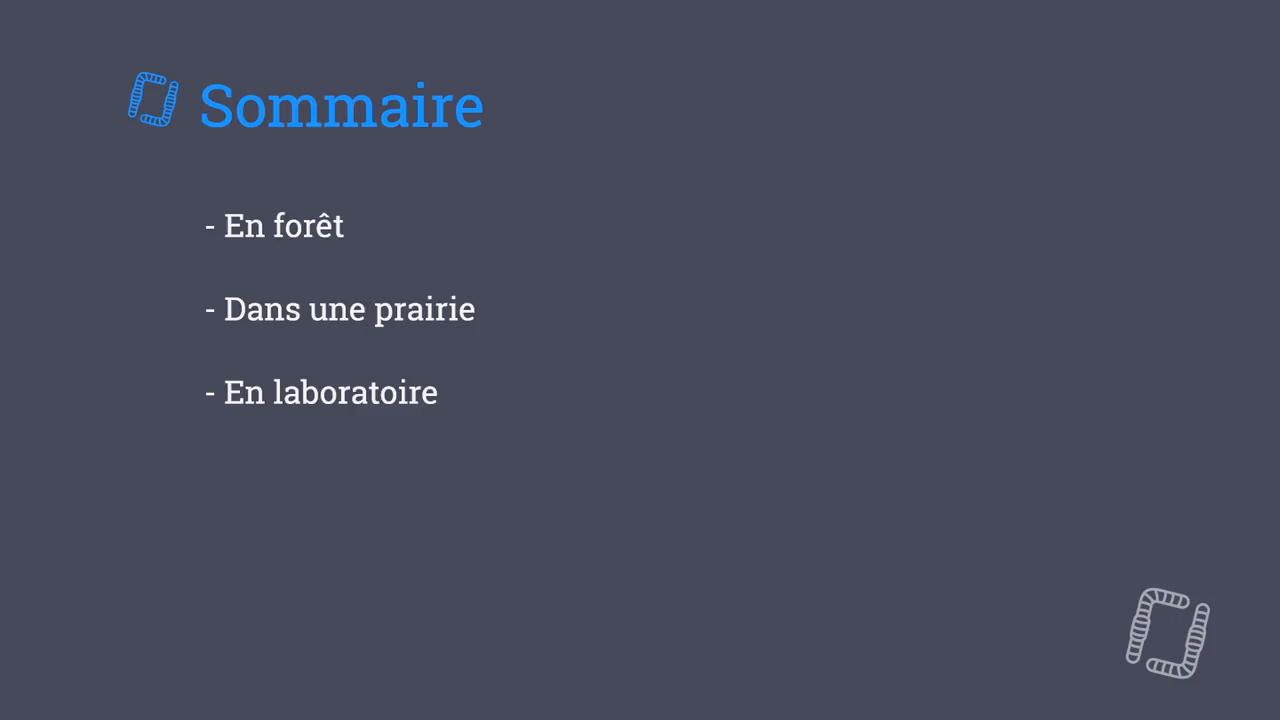 Sommaire
- En forêt
- Dans une prairie
- En laboratoire